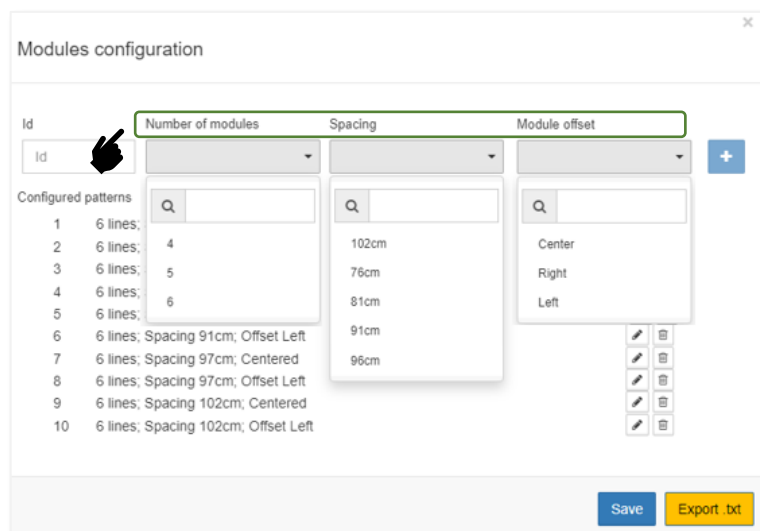 ×
Modules configuration
Id Number of modules Spacing Module offset
Id +
Configured patterns
4 102cm Center
5 76cm Right
6 81cm Left
91cm
96cm
1 6 lines;
2 6 lines;
3 6 lines;
4 6 lines;
5 6 lines;
6 6 lines; Spacing 91cm; Offset Left
7 6 lines; Spacing 97cm; Centered
8 6 lines; Spacing 97cm; Offset Left
9 6 lines; Spacing 102cm; Centered
10 6 lines; Spacing 102cm; Offset Left
Save Export .txt